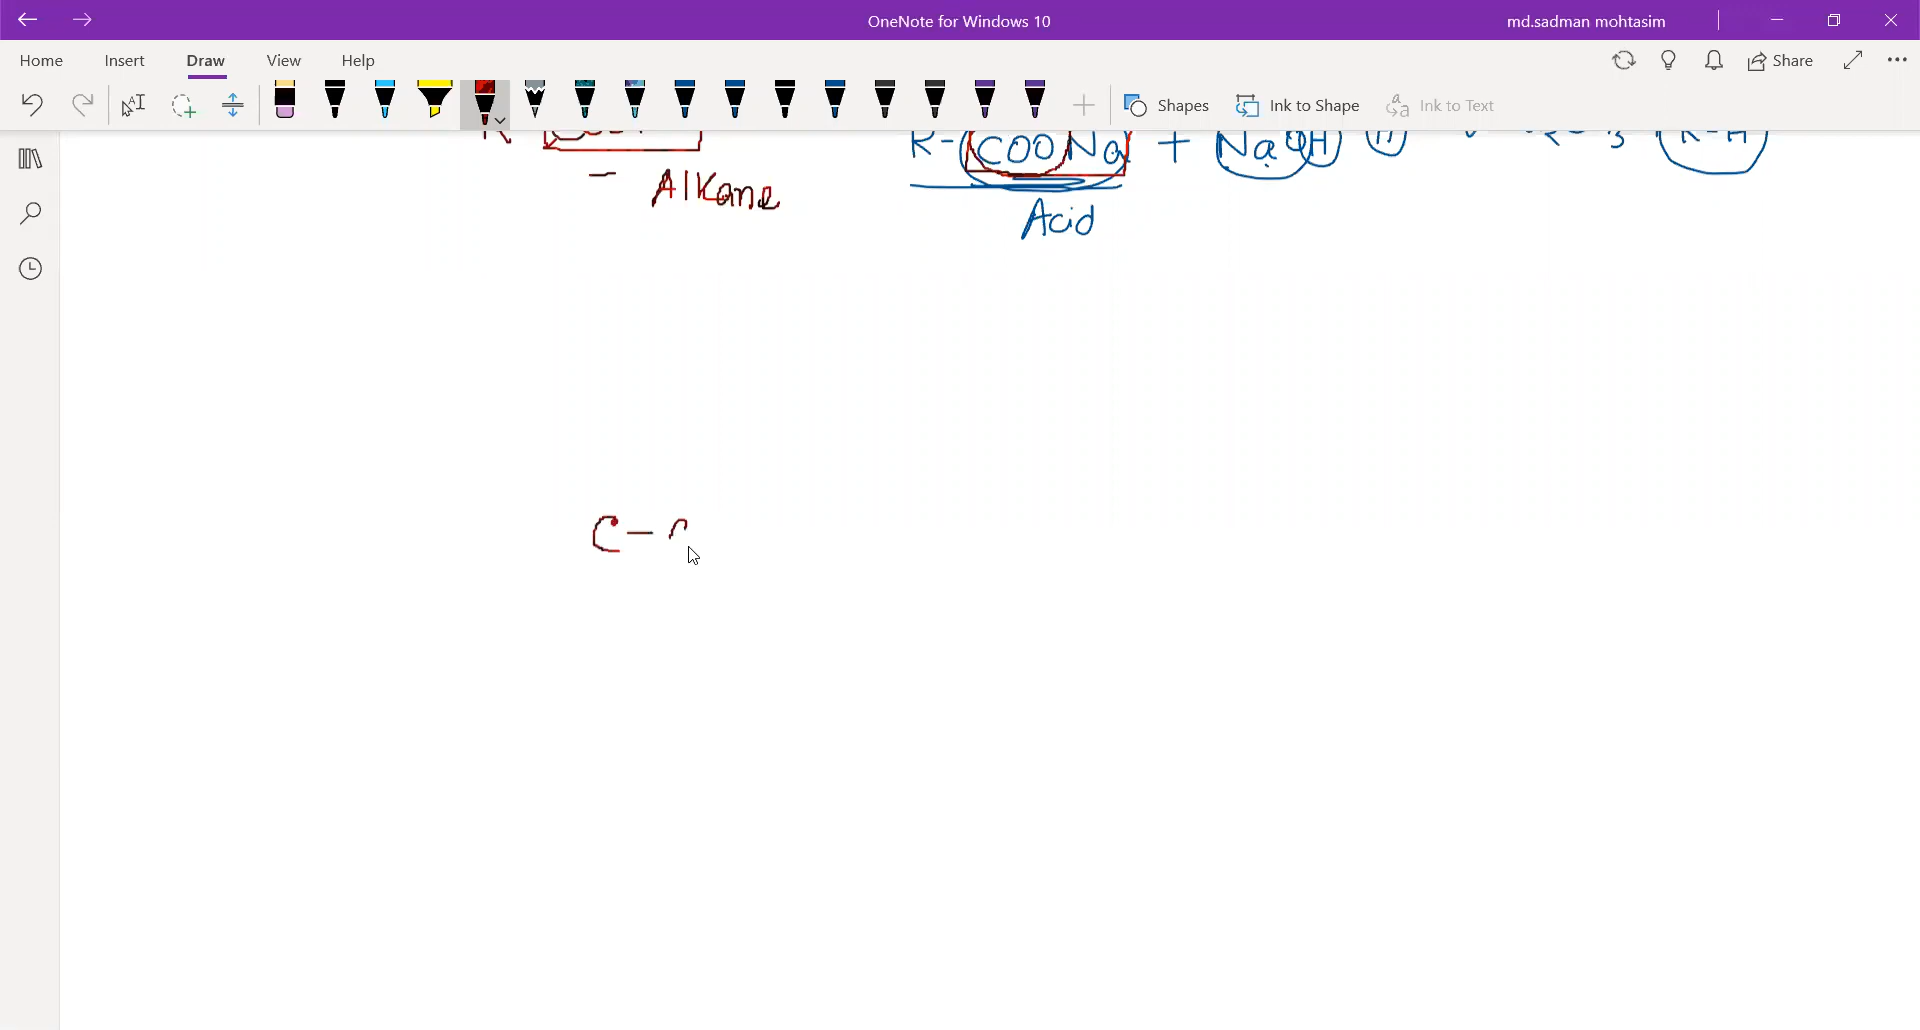 OneNote for Windows 10
md.sadman mohtasim
Home Insert Draw View Help
Share
Shapes Ink to Shape Ink to Text
R-COONa + NaOH
R-H
Alkane
Acid
C-